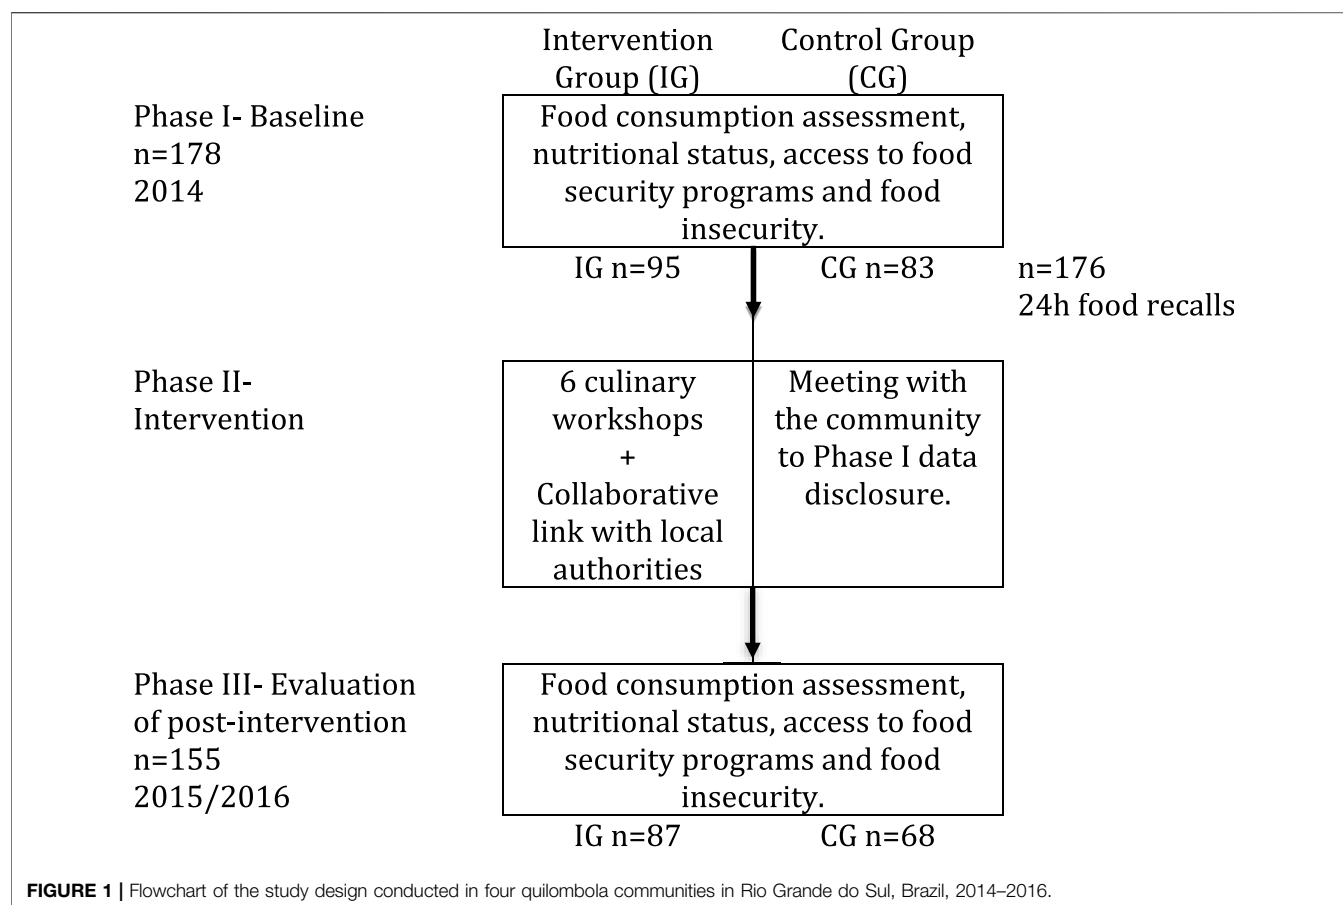 Intervention
Group (IG)
Control Group
(CG)
Phase I- Baseline
n=178
2014
Food consumption assessment,
nutritional status, access to food
security programs and food
insecurity.
IG n=95
CG n=83
n=176
24h food recalls
Phase II-
Intervention
6 culinary
workshops
+
Collaborative
link with local
authorities
Meeting with
the community
to Phase I data
disclosure.
Phase III- Evaluation
of post-intervention
n=155
2015/2016
Food consumption assessment,
nutritional status, access to food
security programs and food
insecurity.
IG n=87
CG n=68
FIGURE 1 | Flowchart of the study design conducted in four quilombola communities in Rio Grande do Sul, Brazil, 2014–2016.